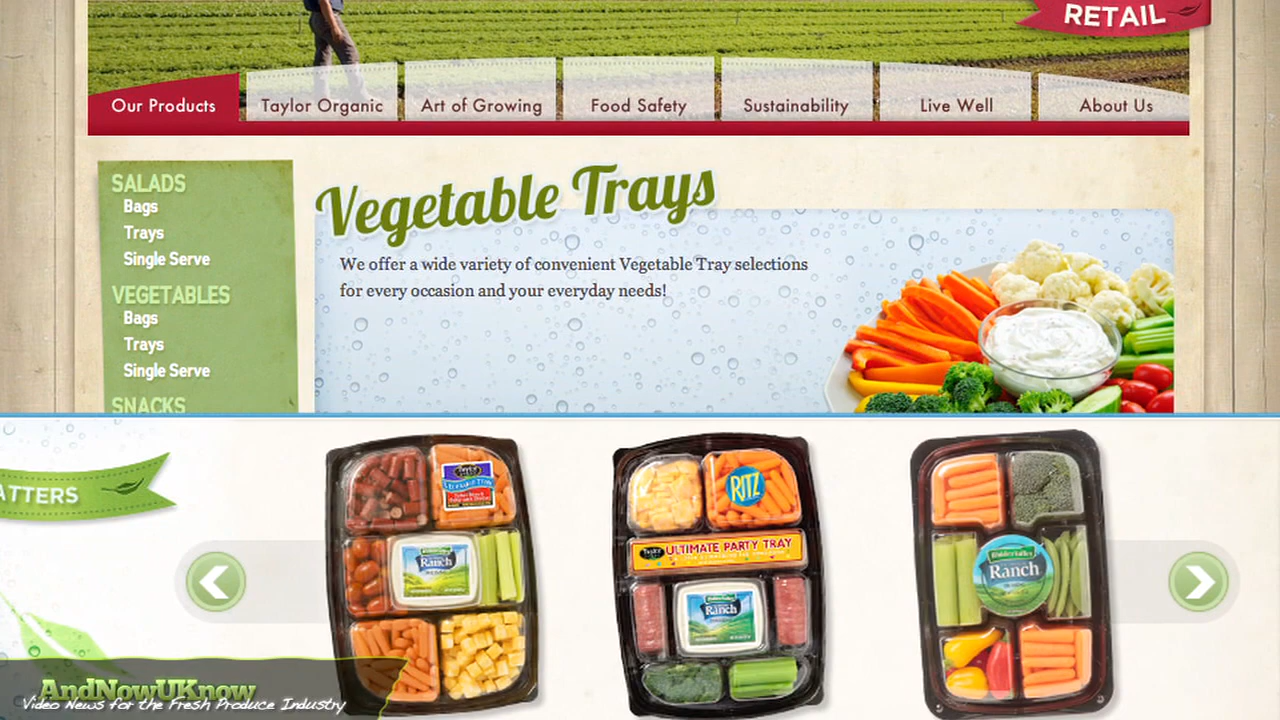 RETAIL
Our Products
Taylor Organic
Art of Growing
Food Safety
Sustainability
Live Well
About Us
SALADS
Bags
Trays
Single Serve
VEGETABLES
Bags
Trays
Single Serve
SNACKS
Vegetable Trays
We offer a wide variety of convenient Vegetable Tray selections
for every occasion and your everyday needs!
ATTERS
Ranch
RITZ
ULTIMATE PARTY TRAY
Ranch
Hidden Valley
Ranch
AndNowUKnow
Video News for the Fresh Produce Industry